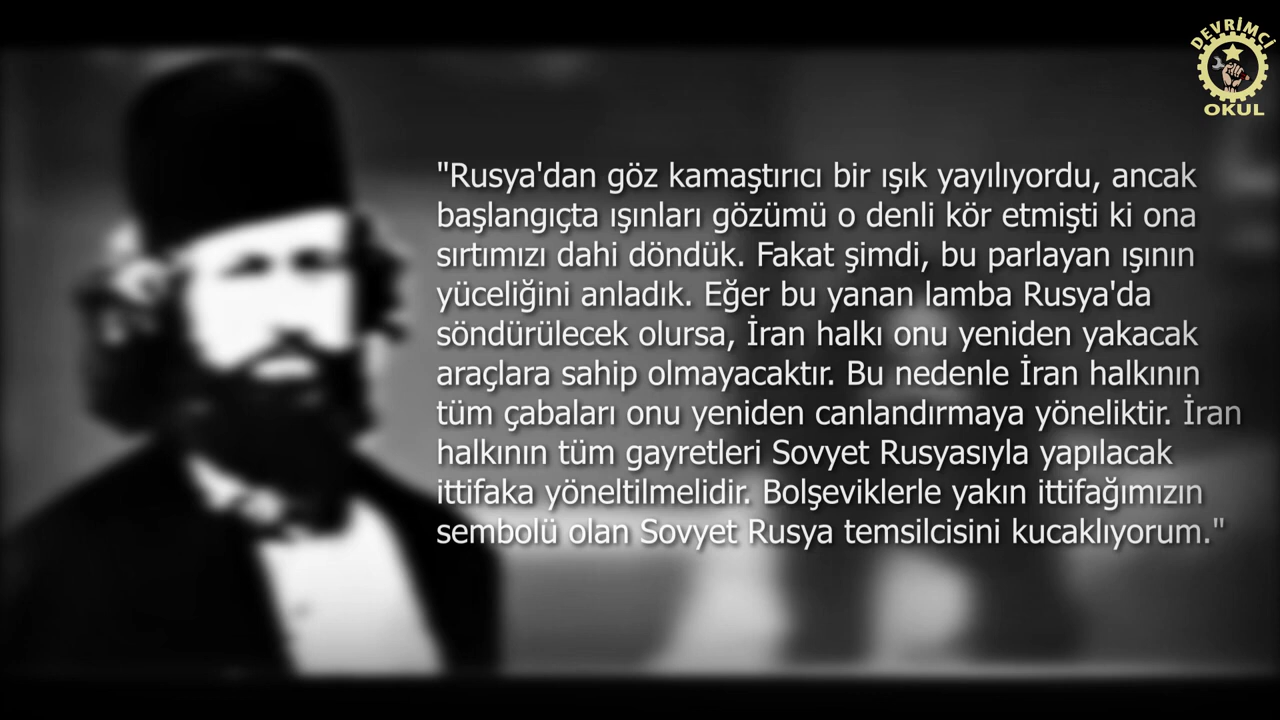 DEVRİMCİ
OKUL
"Rusya'dan göz kamaştırıcı bir ışık yayılıyordu, ancak
başlangıçta ışınları gözümü o denli kör etmişti ki ona
sırtımızı dahi döndük. Fakat şimdi, bu parlayan ışının
yüceliğini anladık. Eğer bu yanan lamba Rusya'da
söndürülecek olursa, İran halkı onu yeniden yakacak
araçlara sahip olmayacaktır. Bu nedenle İran halkının
tüm çabaları onu yeniden canlandırmaya yöneliktir. İran
halkının tüm gayretleri Sovyet Rusyasıyla yapılacak
ittifaka yöneltilmelidir. Bolşeviklerle yakın ittifağımızın
sembolü olan Sovyet Rusya temsilcisini kucaklıyorum."